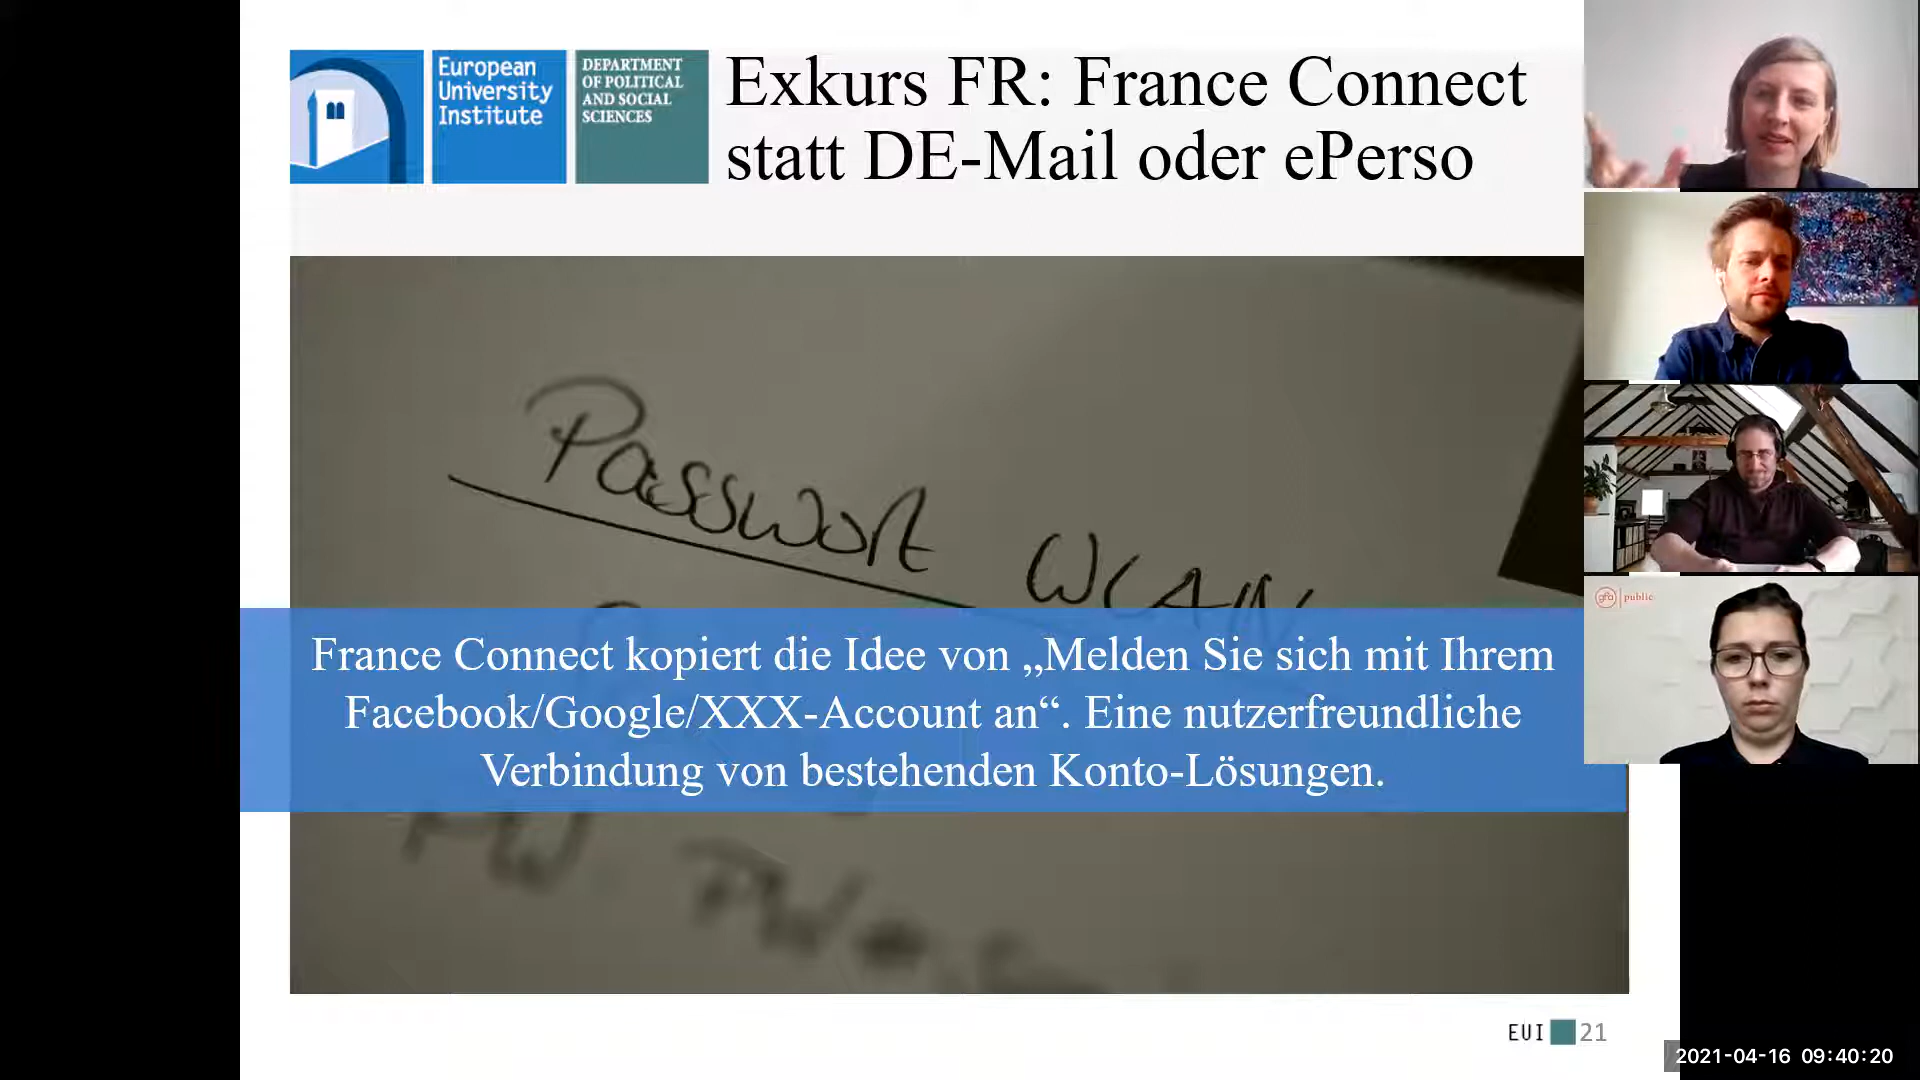 European
University
Institute
DEPARTMENT
OF POLITICAL
AND SOCIAL
SCIENCES
Exkurs FR: France Connect
statt DE-Mail oder ePerso
Passwort WLAN
France Connect kopiert die Idee von „Melden Sie sich mit Ihrem
Facebook/Google/XXX-Account an“. Eine nutzerfreundliche
Verbindung von bestehenden Konto-Lösungen.
EUI 21
gfa public
2021-04-16 09:40:20